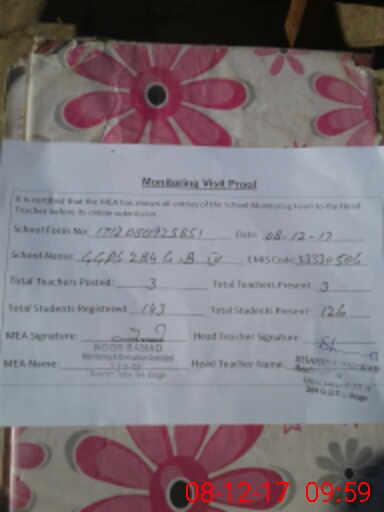 Monitoring Visit Proof
It is certified that the MEA has shown all entries of the School Monitoring Form to the Head
Teacher before its online submission.
School Form No: 1712080925851 Date: 08-12-17
School Name: GGPS 284 G.B EMIS Code: 33330506
Total Teachers Posted: 3 Total Teachers Present: 3
Total Students Registered: 143 Total Students Present: 126
MEA Signature: Head Teacher Signature:
NOOR SAMAD
MEA Name: Head Teacher Name:
08-12-17 09:59